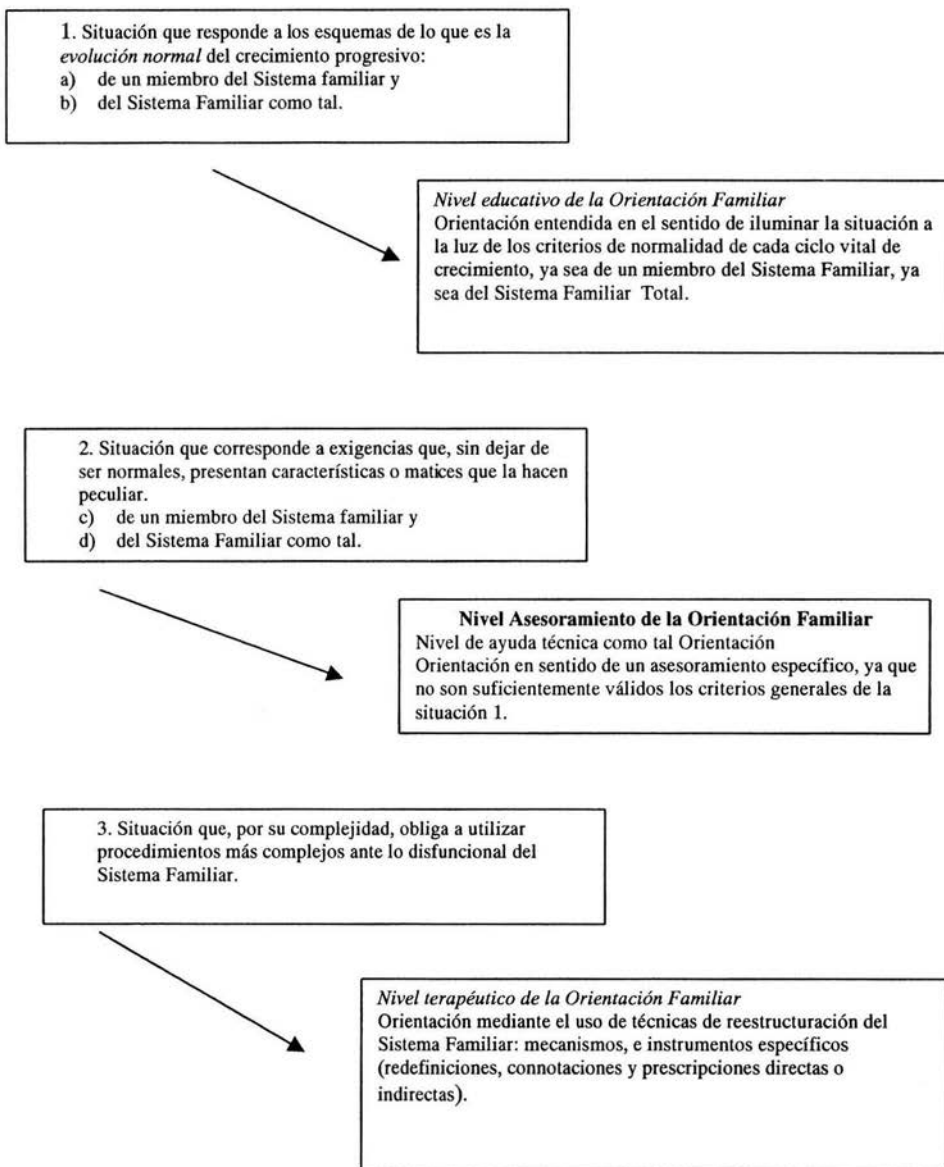 1. Situación que responde a los esquemas de lo que es la
evolución normal del crecimiento progresivo:
a) de un miembro del Sistema familiar y
b) del Sistema Familiar como tal.
Nivel educativo de la Orientación Familiar
Orientación entendida en el sentido de iluminar la situación a
la luz de los criterios de normalidad de cada ciclo vital de
crecimiento, ya sea de un miembro del Sistema Familiar, ya
sea del Sistema Familiar Total.
2. Situación que corresponde a exigencias que, sin dejar de
ser normales, presentan características o matices que la hacen
peculiar.
c) de un miembro del Sistema familiar y
d) del Sistema Familiar como tal.
Nivel Asesoramiento de la Orientación Familiar
Nivel de ayuda técnica como tal Orientación
Orientación en sentido de un asesoramiento específico, ya que
no son suficientemente válidos los criterios generales de la
situación 1.
3. Situación que, por su complejidad, obliga a utilizar
procedimientos más complejos ante lo disfuncional del
Sistema Familiar.
Nivel terapéutico de la Orientación Familiar
Orientación mediante el uso de técnicas de reestructuración del
Sistema Familiar: mecanismos, e instrumentos específicos
(redefiniciones, connotaciones y prescripciones directas o
indirectas).